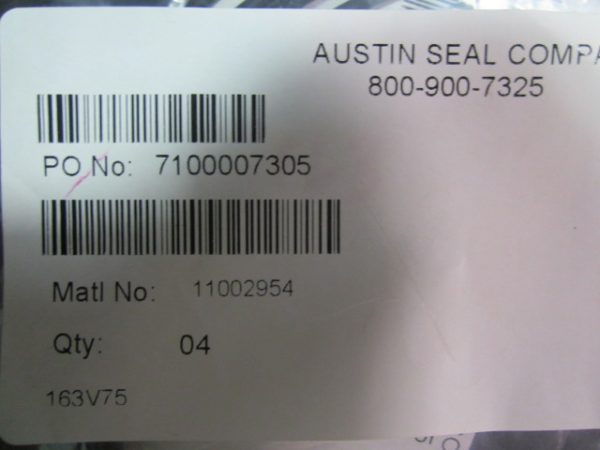 AUSTIN SEAL COMPA
800-900-7325
PO No: 7100007305
Matl No: 11002954
Qty: 04
163V75